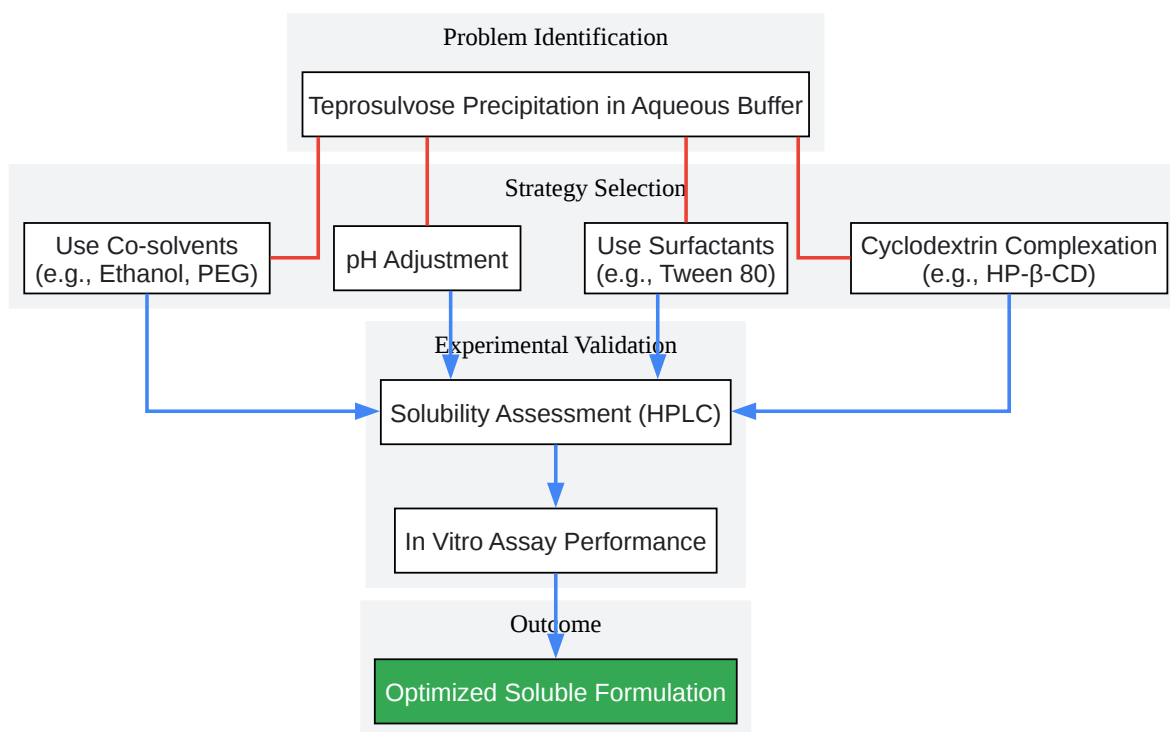 Problem Identification
Teprosulvose Precipitation in Aqueous Buffer
Strategy Selection
Use Co-solvents
(e.g., Ethanol, PEG)
pH Adjustment
Use Surfactants
(e.g., Tween 80)
Cyclodextrin Complexation
(e.g., HP-β-CD)
Experimental Validation
Solubility Assessment (HPLC)
In Vitro Assay Performance
Outcome
Optimized Soluble Formulation